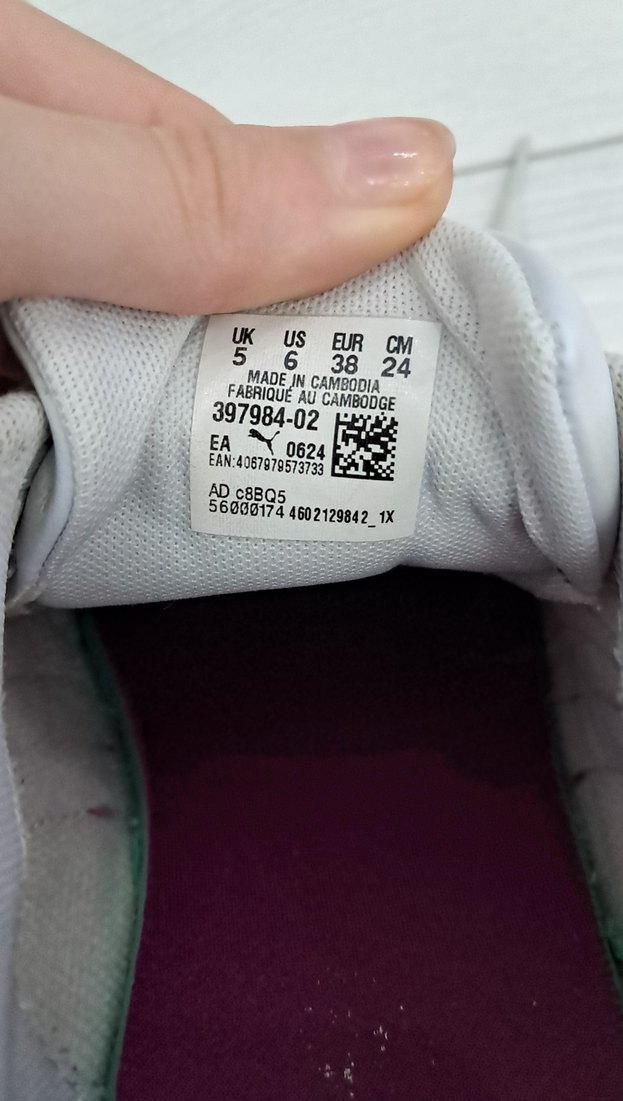 UK US EUR CM
5 6 38 24
MADE IN CAMBODIA
FABRIQUÉ AU CAMBODGE
397984-02
EA 0624
EAN:4067979573733
AD c8BQ5
56000174 4602129842_1X